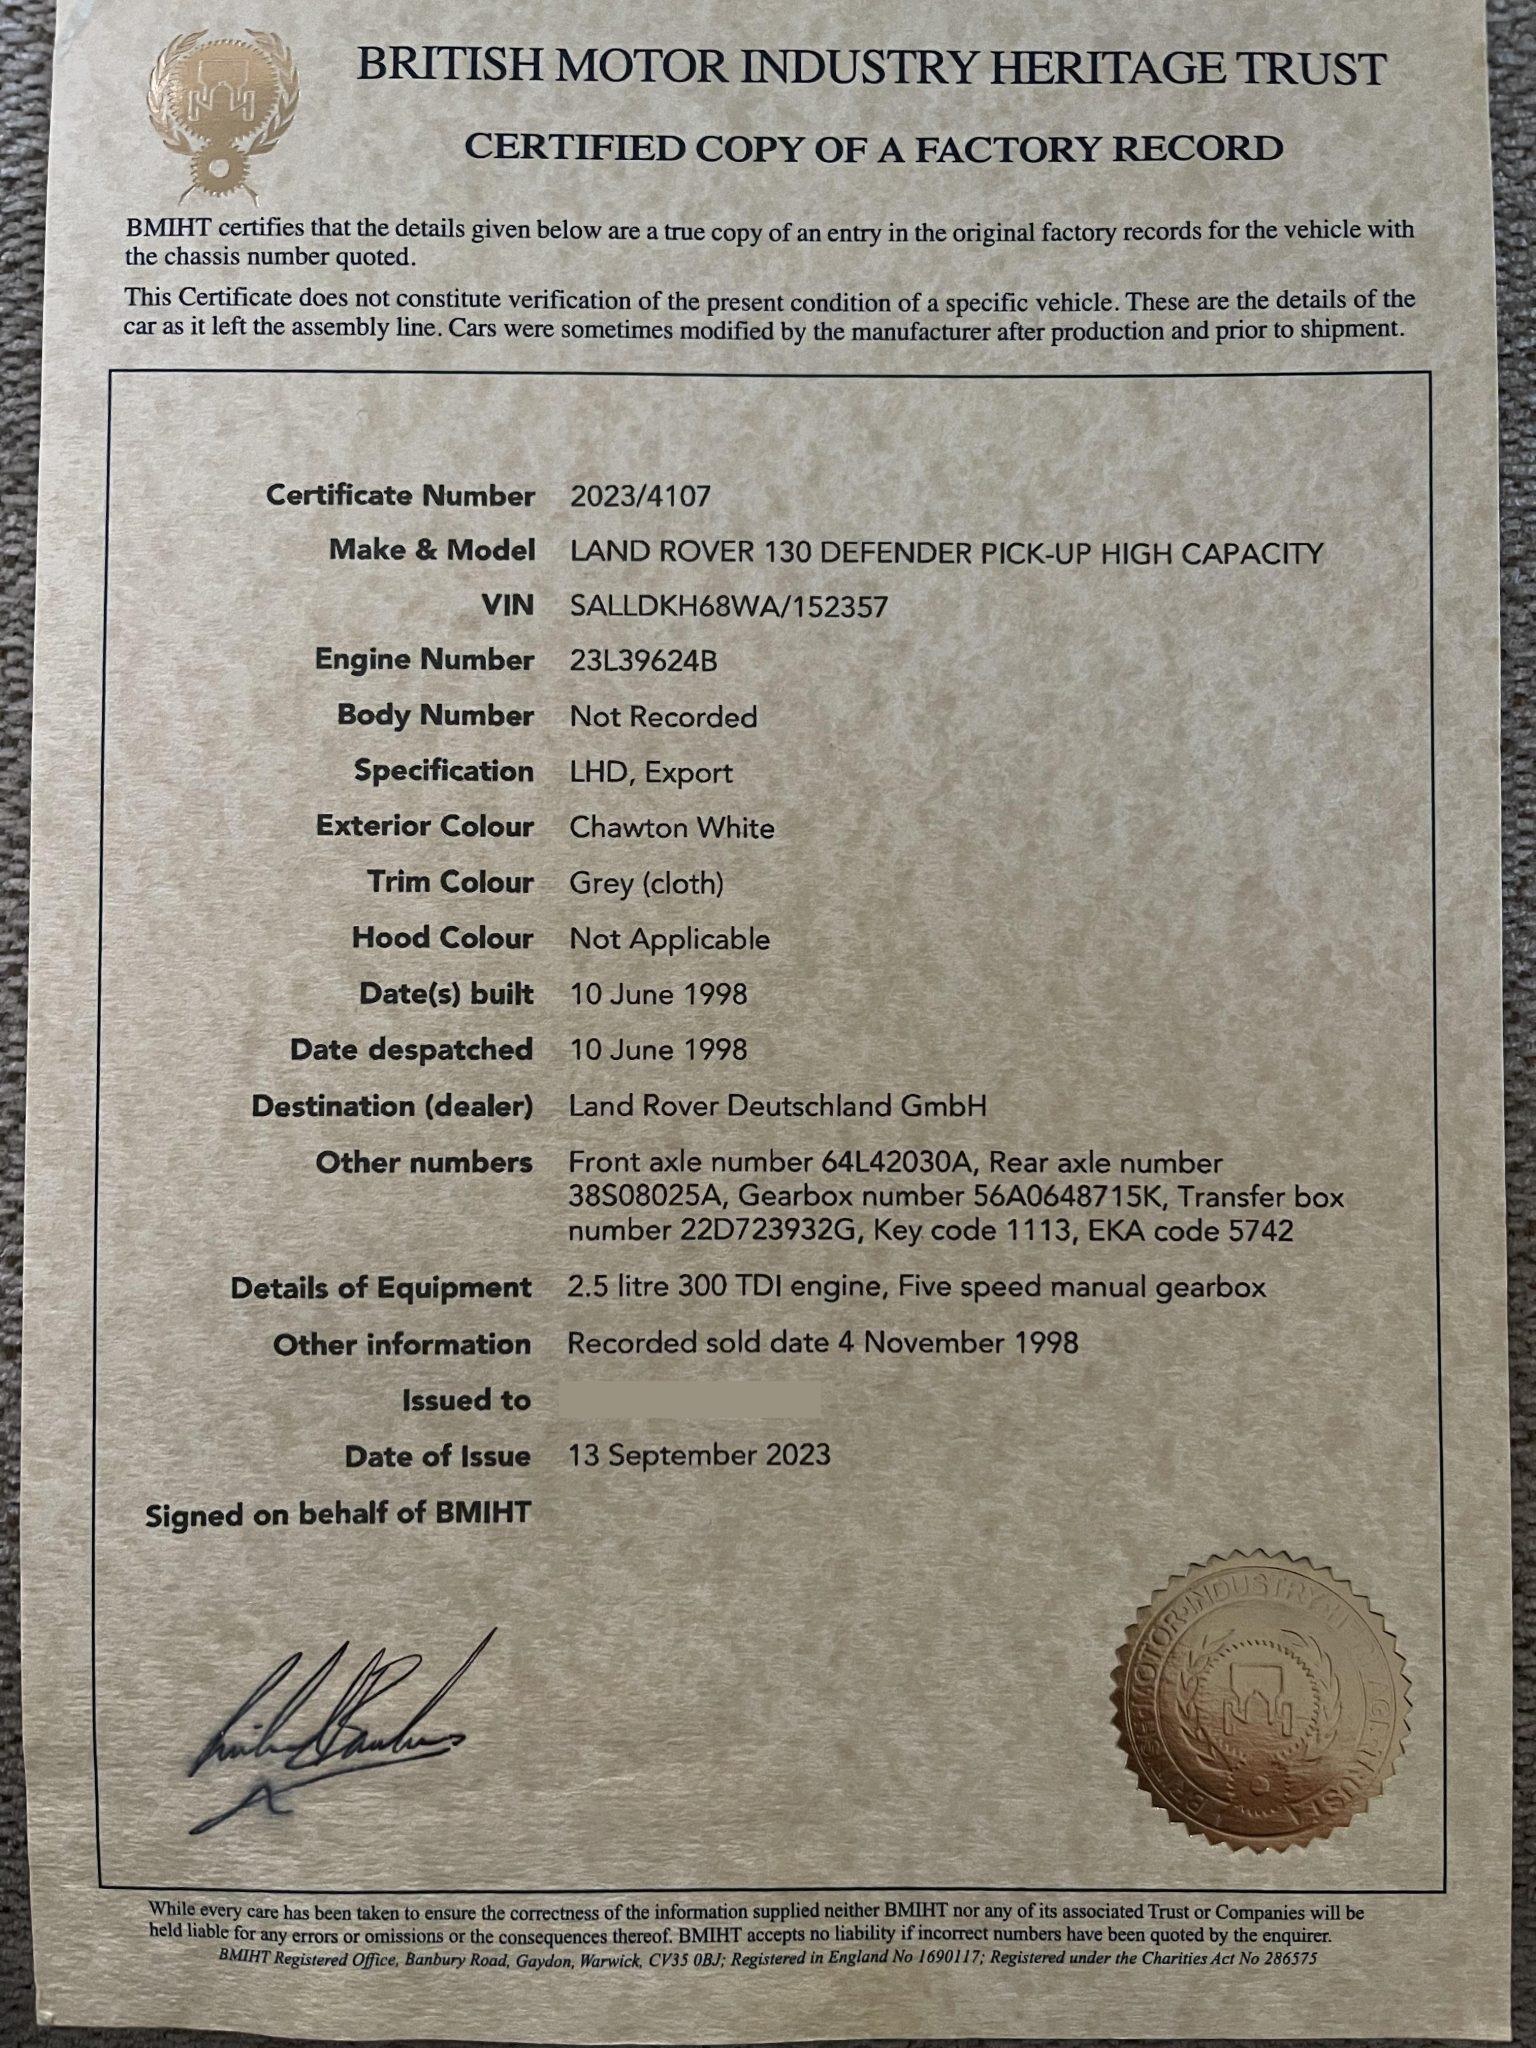 BRITISH MOTOR INDUSTRY HERITAGE TRUST
CERTIFIED COPY OF A FACTORY RECORD
BMIHT certifies that the details given below are a true copy of an entry in the original factory records for the vehicle with
the chassis number quoted.
This Certificate does not constitute verification of the present condition of a specific vehicle. These are the details of the
car as it left the assembly line. Cars were sometimes modified by the manufacturer after production and prior to shipment.
Certificate Number 2023/4107
Make & Model LAND ROVER 130 DEFENDER PICK-UP HIGH CAPACITY
VIN SALLDKH68WA/152357
Engine Number 23L39624B
Body Number Not Recorded
Specification LHD, Export
Exterior Colour Chawton White
Trim Colour Grey (cloth)
Hood Colour Not Applicable
Date(s) built 10 June 1998
Date despatched 10 June 1998
Destination (dealer) Land Rover Deutschland GmbH
Other numbers Front axle number 64L42030A, Rear axle number
38S08025A, Gearbox number 56A0648715K, Transfer box
number 22D723932G, Key code 1113, EKA code 5742
Details of Equipment 2.5 litre 300 TDI engine, Five speed manual gearbox
Other information Recorded sold date 4 November 1998
Issued to
Date of Issue 13 September 2023
Signed on behalf of BMIHT
BRITISH MOTOR INDUSTRY HERITAGE TRUST
While every care has been taken to ensure the correctness of the information supplied neither BMIHT nor any of its associated Trust or Companies will be
held liable for any errors or omissions or the consequences thereof. BMIHT accepts no liability if incorrect numbers have been quoted by the enquirer.
BMIHT Registered Office, Banbury Road, Gaydon, Warwick, CV35 0BJ; Registered in England No 1690117; Registered under the Charities Act No 286575